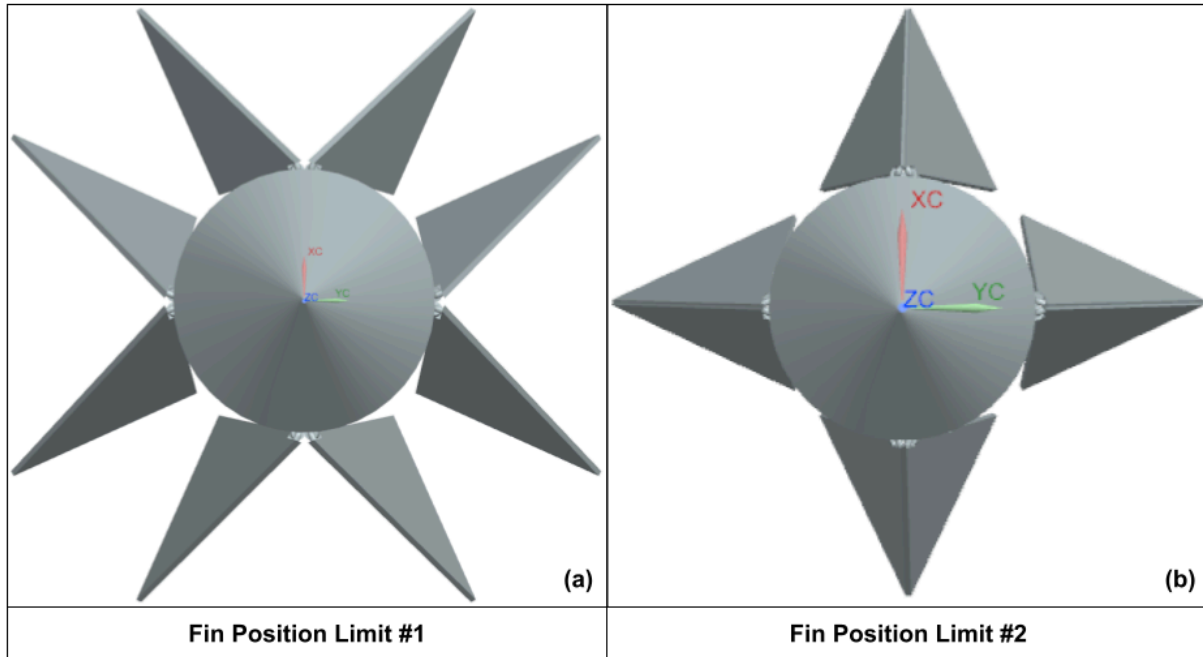 XC
ZC
YC
(a)
XC
ZC
YC
(b)
Fin Position Limit #1
Fin Position Limit #2